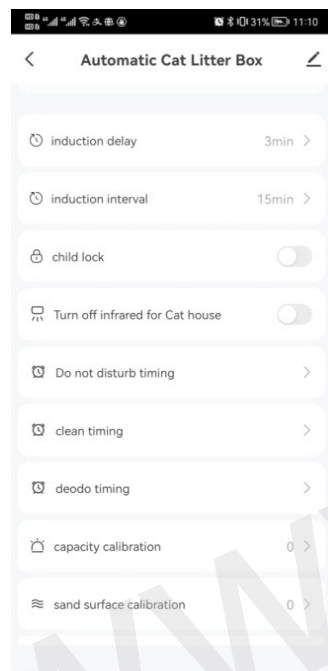 31% 11:10
Automatic Cat Litter Box
induction delay 3min
induction interval 15min
child lock
Turn off infrared for Cat house
Do not disturb timing
clean timing
deodo timing
capacity calibration 0
sand surface calibration 0